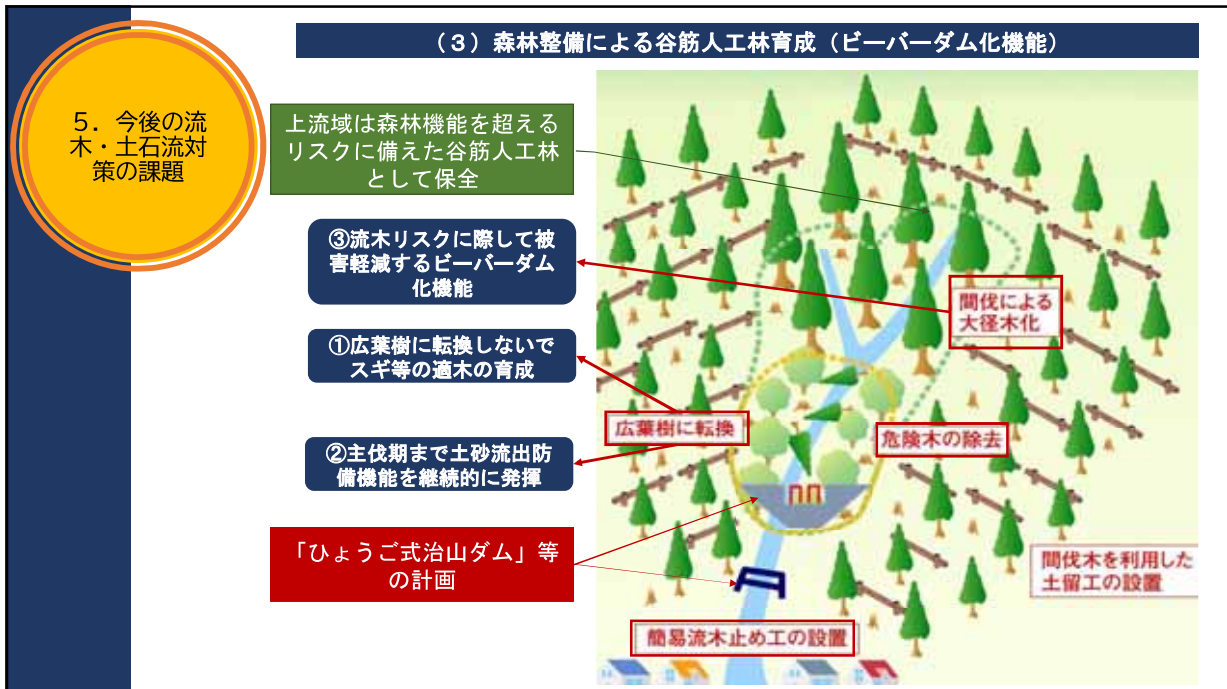 (3)森林整備による谷筋人工林育成(ビーバーダム化機能)
5.今後の流
木・土石流対
策の課題
上流域は森林機能を超える
リスクに備えた谷筋人工林
として保全
③流木リスクに際して被
害軽減するビーバーダム
化機能
間伐による
大径木化
①広葉樹に転換しないで
スギ等の適木の育成
広葉樹に転換
危険木の除去
②主伐期まで土砂流出防
備機能を継続的に発揮
「ひょうご式治山ダム」等
の計画
間伐木を利用した
土留工の設置
簡易流木止め工の設置